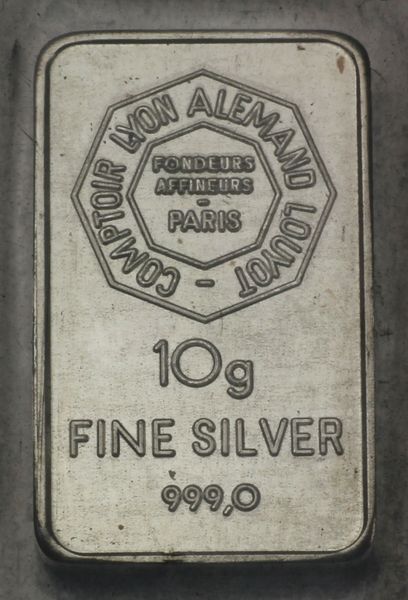 COMPTOIR LYON ALEMAND LOUYOT -
FONDEURS
AFFINEURS
-
PARIS
10g
FINE SILVER
999,0